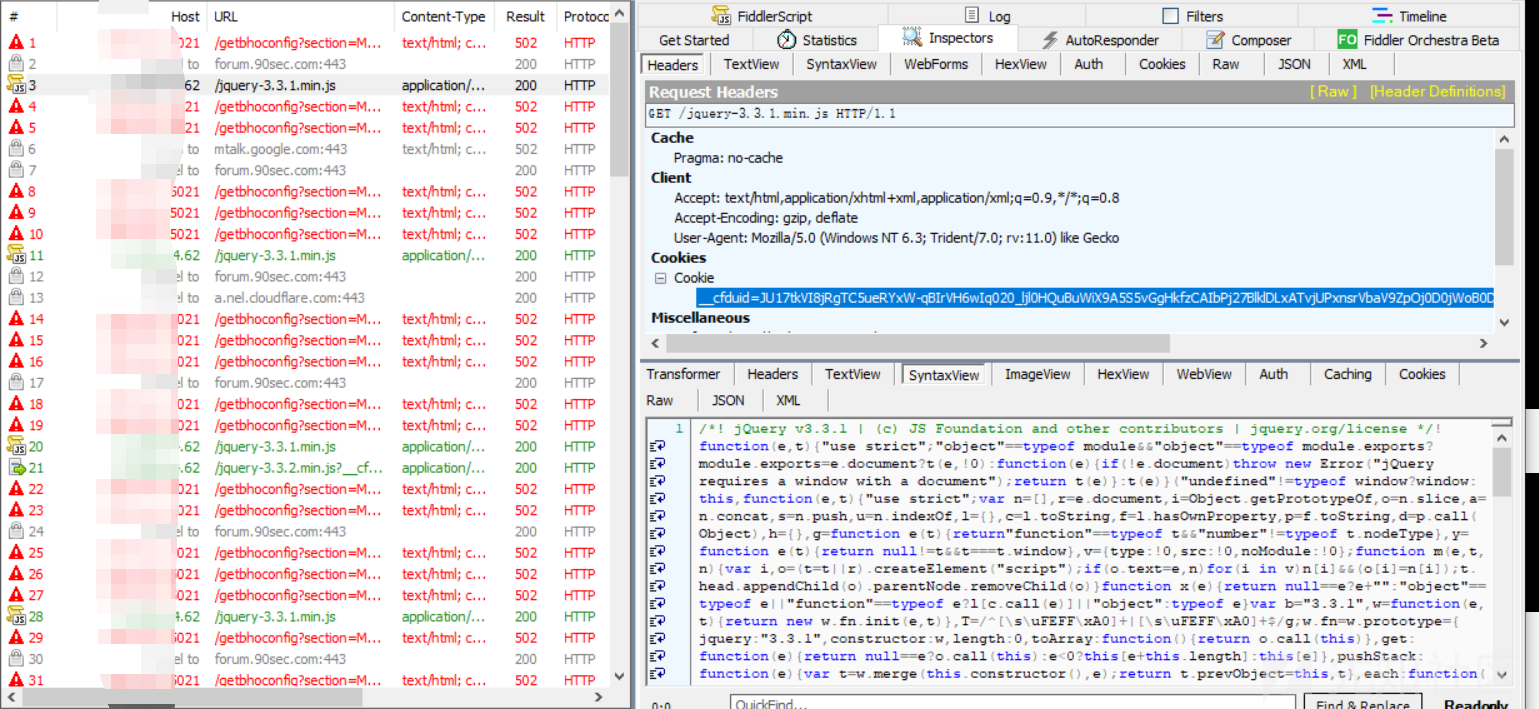 # Host URL Content-Type Result Protoco
1 5021 /getbhoconfig?section=M... text/html; c... 502 HTTP
2 to forum.90sec.com:443 200 HTTP
3 .62 /jquery-3.3.1.min.js application/... 200 HTTP
4 /getbhoconfig?section=M... text/html; c... 502 HTTP
5 /getbhoconfig?section=M... text/html; c... 502 HTTP
6 to mtalk.google.com:443 text/html; c... 502 HTTP
7 el to forum.90sec.com:443 200 HTTP
8 5021 /getbhoconfig?section=M... text/html; c... 502 HTTP
9 5021 /getbhoconfig?section=M... text/html; c... 502 HTTP
10 5021 /getbhoconfig?section=M... text/html; c... 502 HTTP
11 4.62 /jquery-3.3.1.min.js application/... 200 HTTP
12 el to forum.90sec.com:443 200 HTTP
13 el to a.nel.cloudflare.com:443 200 HTTP
14 021 /getbhoconfig?section=M... text/html; c... 502 HTTP
15 021 /getbhoconfig?section=M... text/html; c... 502 HTTP
16 021 /getbhoconfig?section=M... text/html; c... 502 HTTP
17 el to forum.90sec.com:443 200 HTTP
18 021 /getbhoconfig?section=M... text/html; c... 502 HTTP
19 021 /getbhoconfig?section=M... text/html; c... 502 HTTP
20 .62 /jquery-3.3.1.min.js application/... 200 HTTP
21 .62 /jquery-3.3.2.min.js?__cf... application/... 200 HTTP
22 021 /getbhoconfig?section=M... text/html; c... 502 HTTP
23 021 /getbhoconfig?section=M... text/html; c... 502 HTTP
24 el to forum.90sec.com:443 200 HTTP
25 021 /getbhoconfig?section=M... text/html; c... 502 HTTP
26 021 /getbhoconfig?section=M... text/html; c... 502 HTTP
27 021 /getbhoconfig?section=M... text/html; c... 502 HTTP
28 4.62 /jquery-3.3.1.min.js application/... 200 HTTP
29 5021 /getbhoconfig?section=M... text/html; c... 502 HTTP
30 el to forum.90sec.com:443 200 HTTP
31 5021 /getbhoconfig?section=M... text/html; c... 502 HTTP
FiddlerScript Log Filters Timeline
Get Started Statistics Inspectors AutoResponder Composer FO Fiddler Orchestra Beta
Headers TextView SyntaxView WebForms HexView Auth Cookies Raw JSON XML
Request Headers [ Raw ] [Header Definitions]
GET /jquery-3.3.1.min.js HTTP/1.1
Cache
Pragma: no-cache
Client
Accept: text/html,application/xhtml+xml,application/xml;q=0.9,*/*;q=0.8
Accept-Encoding: gzip, deflate
User-Agent: Mozilla/5.0 (Windows NT 6.3; Trident/7.0; rv:11.0) like Gecko
Cookies
Cookie
__cfduid=JU17tkVI8jRgTC5ueRYxW-qBIrVH6wIq020_ljl0HQuBuWiX9A5S5vGgHkfzCAIbPj27BlklDLxATvjUPxnsrVbaV9ZpOj0D0jWoB0D
Miscellaneous
Transformer Headers TextView SyntaxView ImageView HexView WebView Auth Caching Cookies
Raw JSON XML
1 /*! jQuery v3.3.1 | (c) JS Foundation and other contributors | jquery.org/license */!
function(e,t){"use strict";"object"==typeof module&&"object"==typeof module.exports?
module.exports=e.document?t(e,!0):function(e){if(!e.document)throw new Error("jQuery
requires a window with a document");return t(e)}:t(e)}("undefined"!=typeof window?window:
this,function(e,t){"use strict";var n=[],r=e.document,i=Object.getPrototypeOf,o=n.slice,a=
n.concat,s=n.push,u=n.indexOf,l={},c=l.toString,f=l.hasOwnProperty,p=f.toString,d=p.call(
Object),h={},g=function e(t){return"function"==typeof t&&"number"!=typeof t.nodeType},y=
function e(t){return null!=t&&t===t.window},v={type:!0,src:!0,noModule:!0};function m(e,t,
n){var i,o=(t=t||r).createElement("script");if(o.text=e,n)for(i in v)n[i]&&(o[i]=n[i]);t.
head.appendChild(o).parentNode.removeChild(o)}function x(e){return null==e?e+"":"object"==
typeof e||"function"==typeof e?l[c.call(e)]||"object":typeof e}var b="3.3.1",w=function(e,
t){return new w.fn.init(e,t)},T=/^[\s\uFEFF\xA0]+|[\s\uFEFF\xA0]+$/g;w.fn=w.prototype={
jquery:"3.3.1",constructor:w,length:0,toArray:function(){return o.call(this)},get:
function(e){return null==e?o.call(this):e<0?this[e+this.length]:this[e]},pushStack:
function(e){var t=w.merge(this.constructor(),e);return t.prevObject=this,t},each:function(
0:0 QuickFind... Find & Replace Readonly